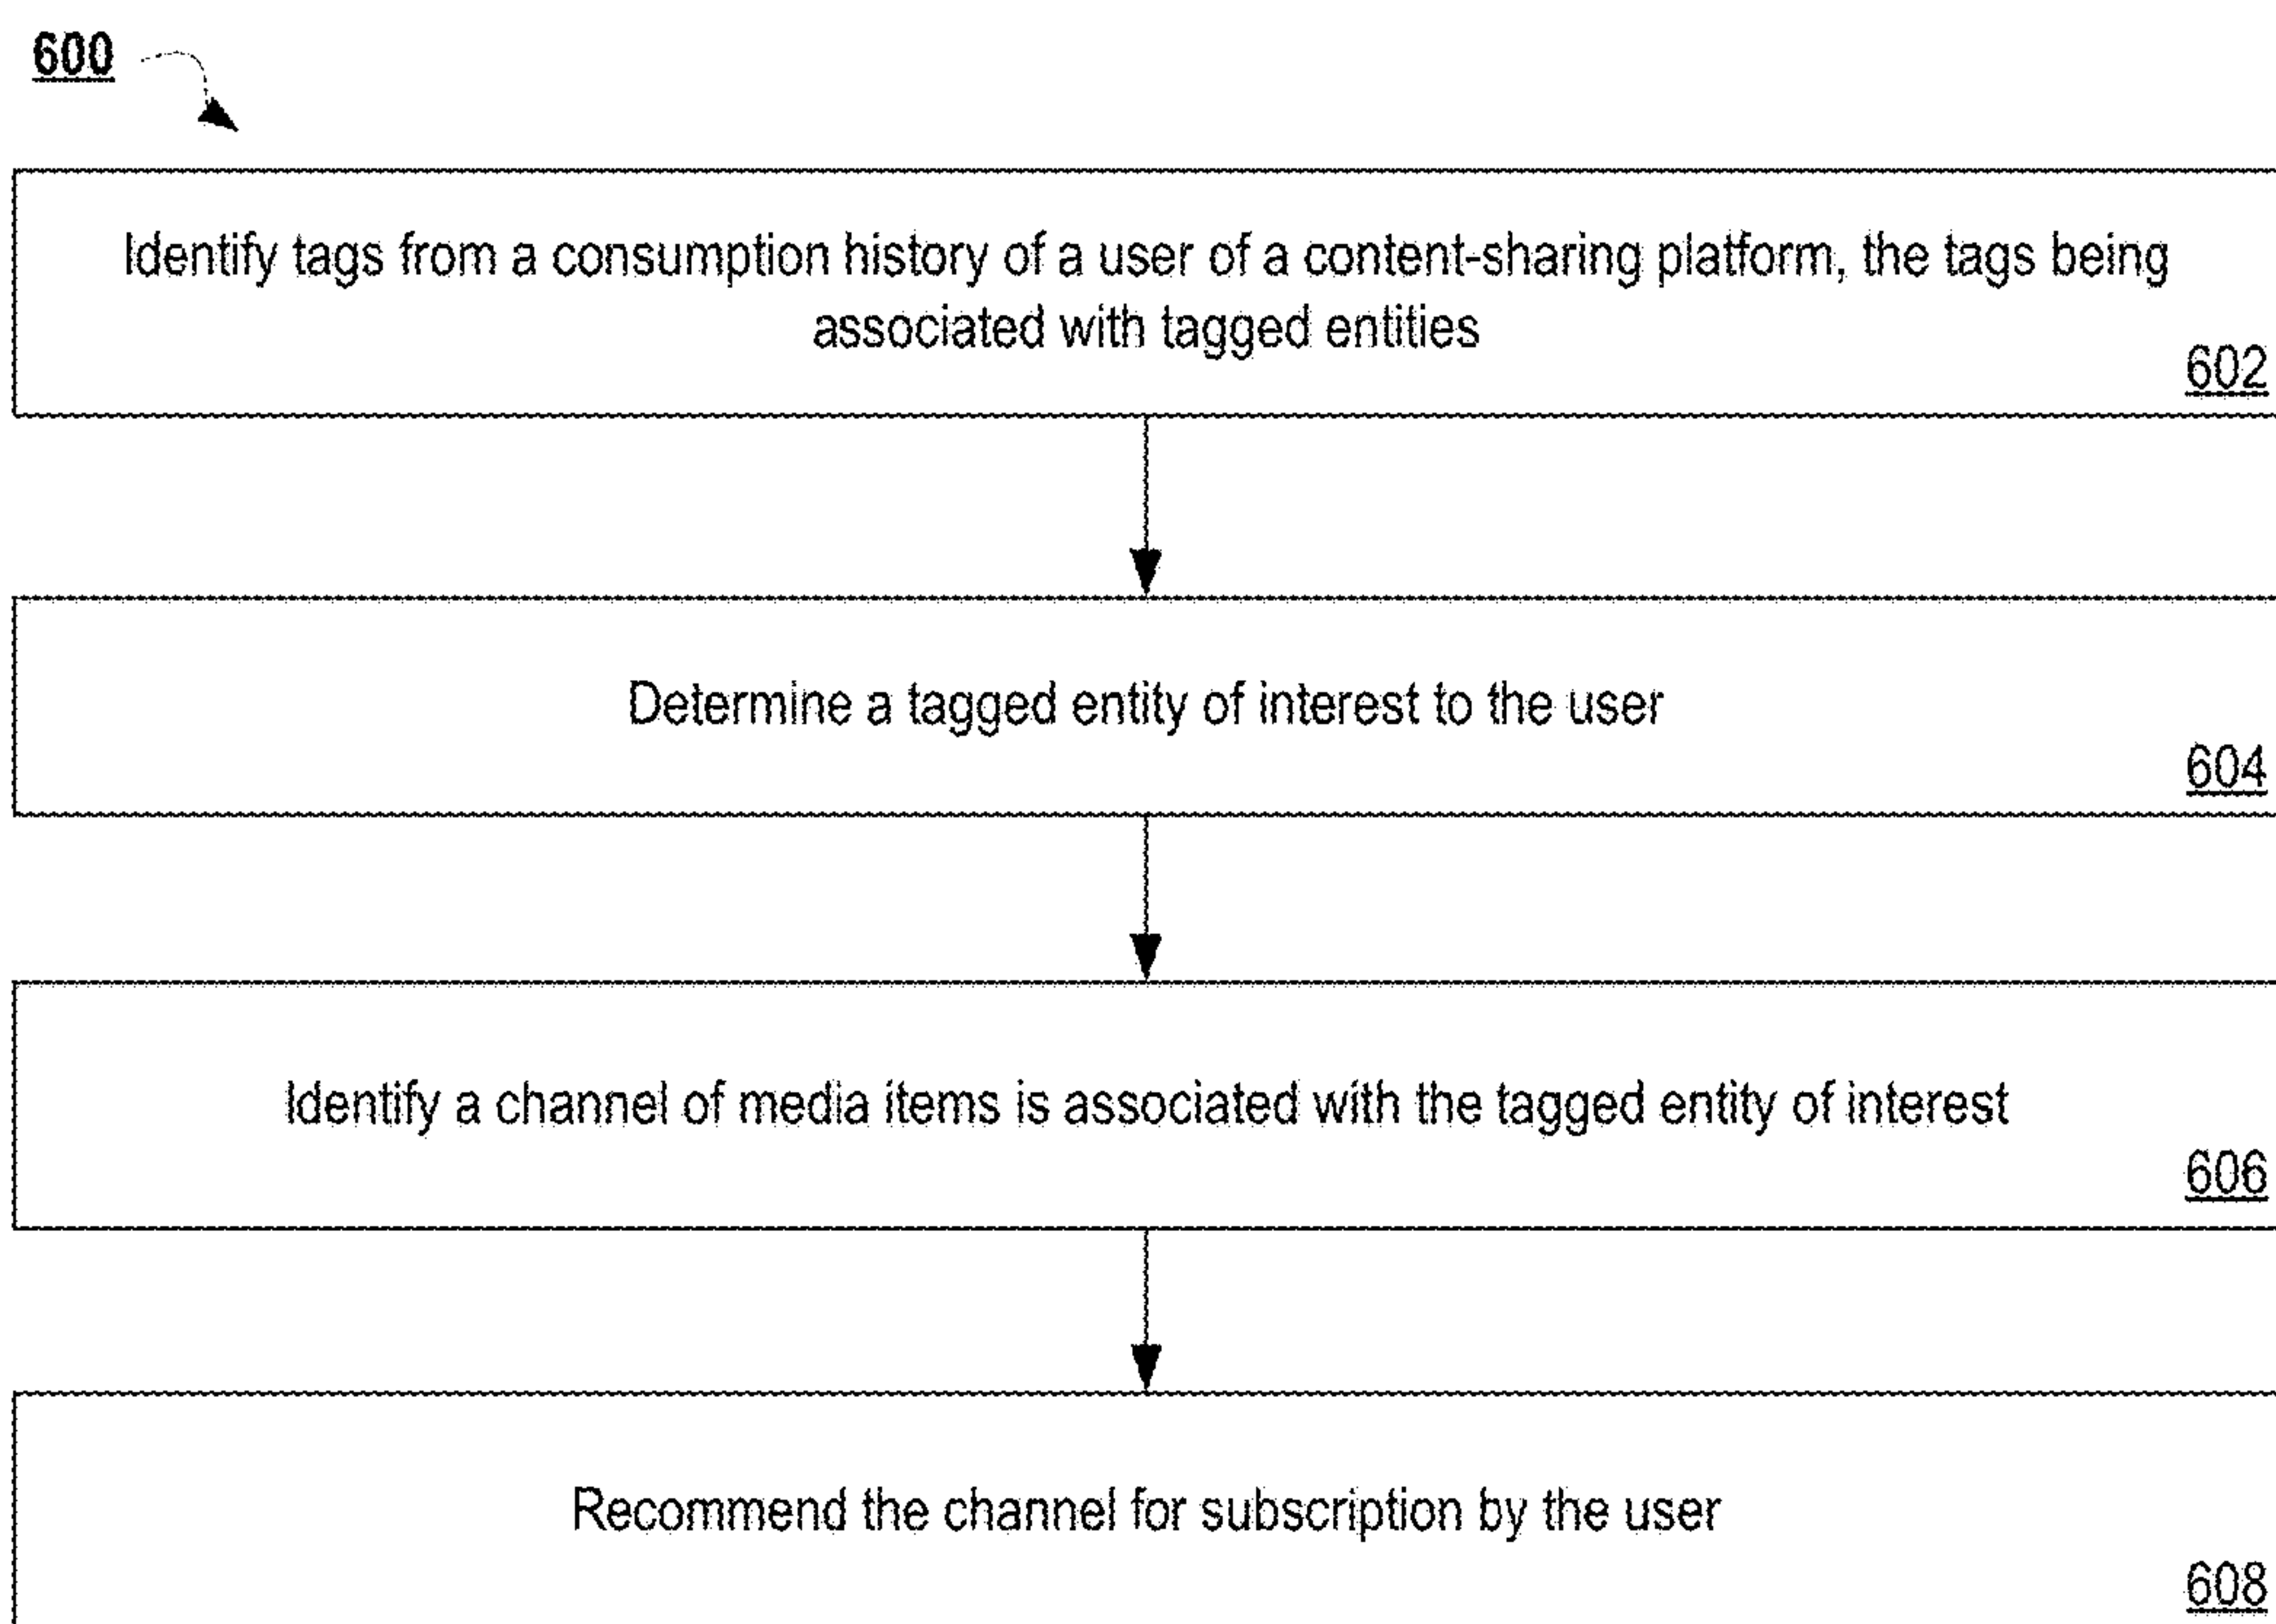 600
Identify tags from a consumption history of a user of a content-sharing platform, the tags being
associated with tagged entities
602
Determine a tagged entity of interest to the user
604
Identify a channel of media items is associated with the tagged entity of interest
606
Recommend the channel for subscription by the user
608